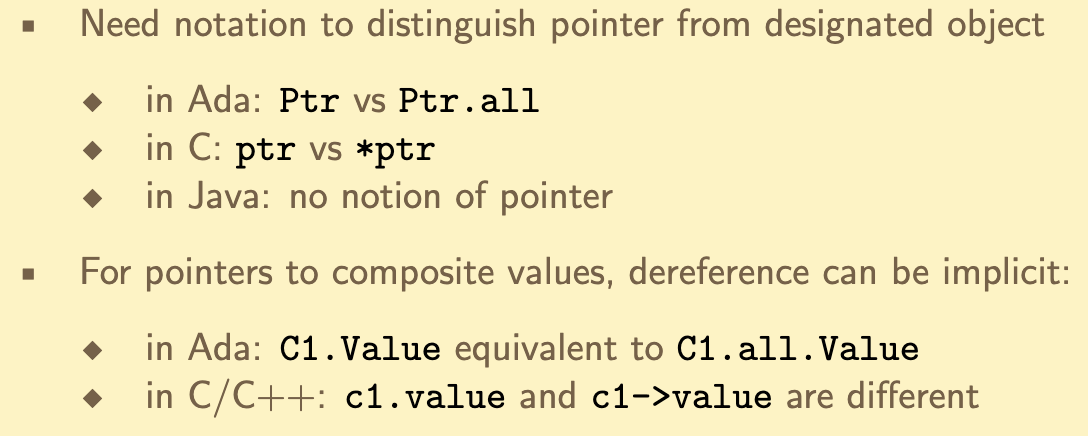 ▪ Need notation to distinguish pointer from designated object
◆ in Ada: Ptr vs Ptr.all
◆ in C: ptr vs *ptr
◆ in Java: no notion of pointer
▪ For pointers to composite values, dereference can be implicit:
◆ in Ada: C1.Value equivalent to C1.all.Value
◆ in C/C++: c1.value and c1->value are different